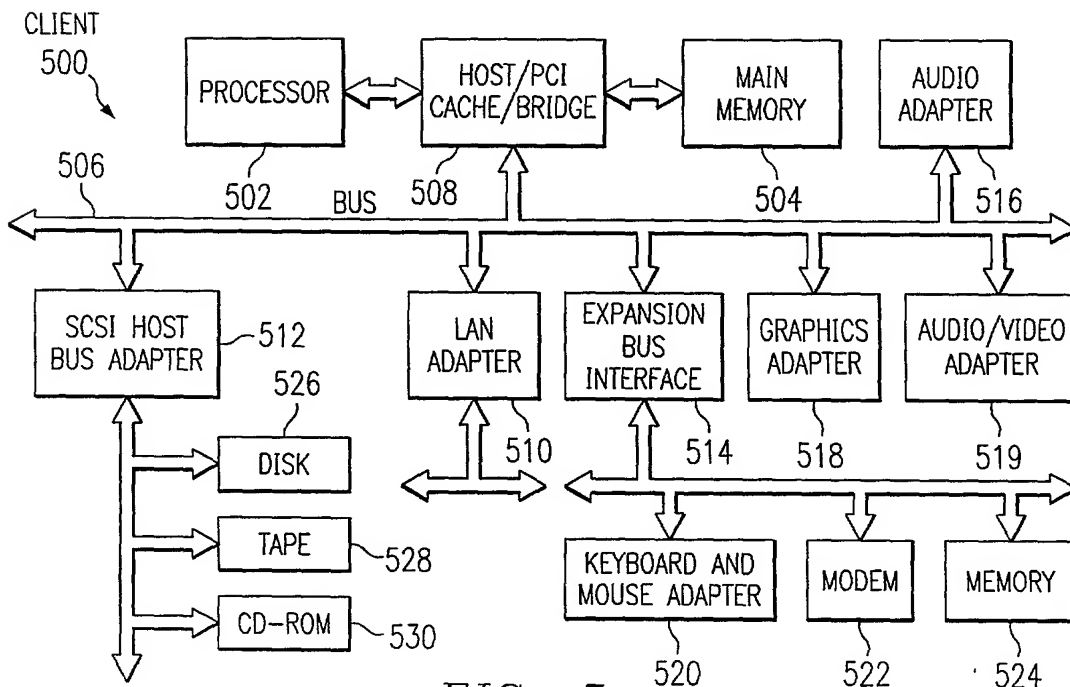 CLIENT
500
PROCESSOR
502
HOST/PCI
CACHE/BRIDGE
508
MAIN
MEMORY
504
AUDIO
ADAPTER
516
506
BUS
SCSI HOST
BUS ADAPTER
512
LAN
ADAPTER
510
EXPANSION
BUS
INTERFACE
514
GRAPHICS
ADAPTER
518
AUDIO/VIDEO
ADAPTER
519
526
DISK
TAPE
528
CD-ROM
530
KEYBOARD AND
MOUSE ADAPTER
520
MODEM
522
MEMORY
524